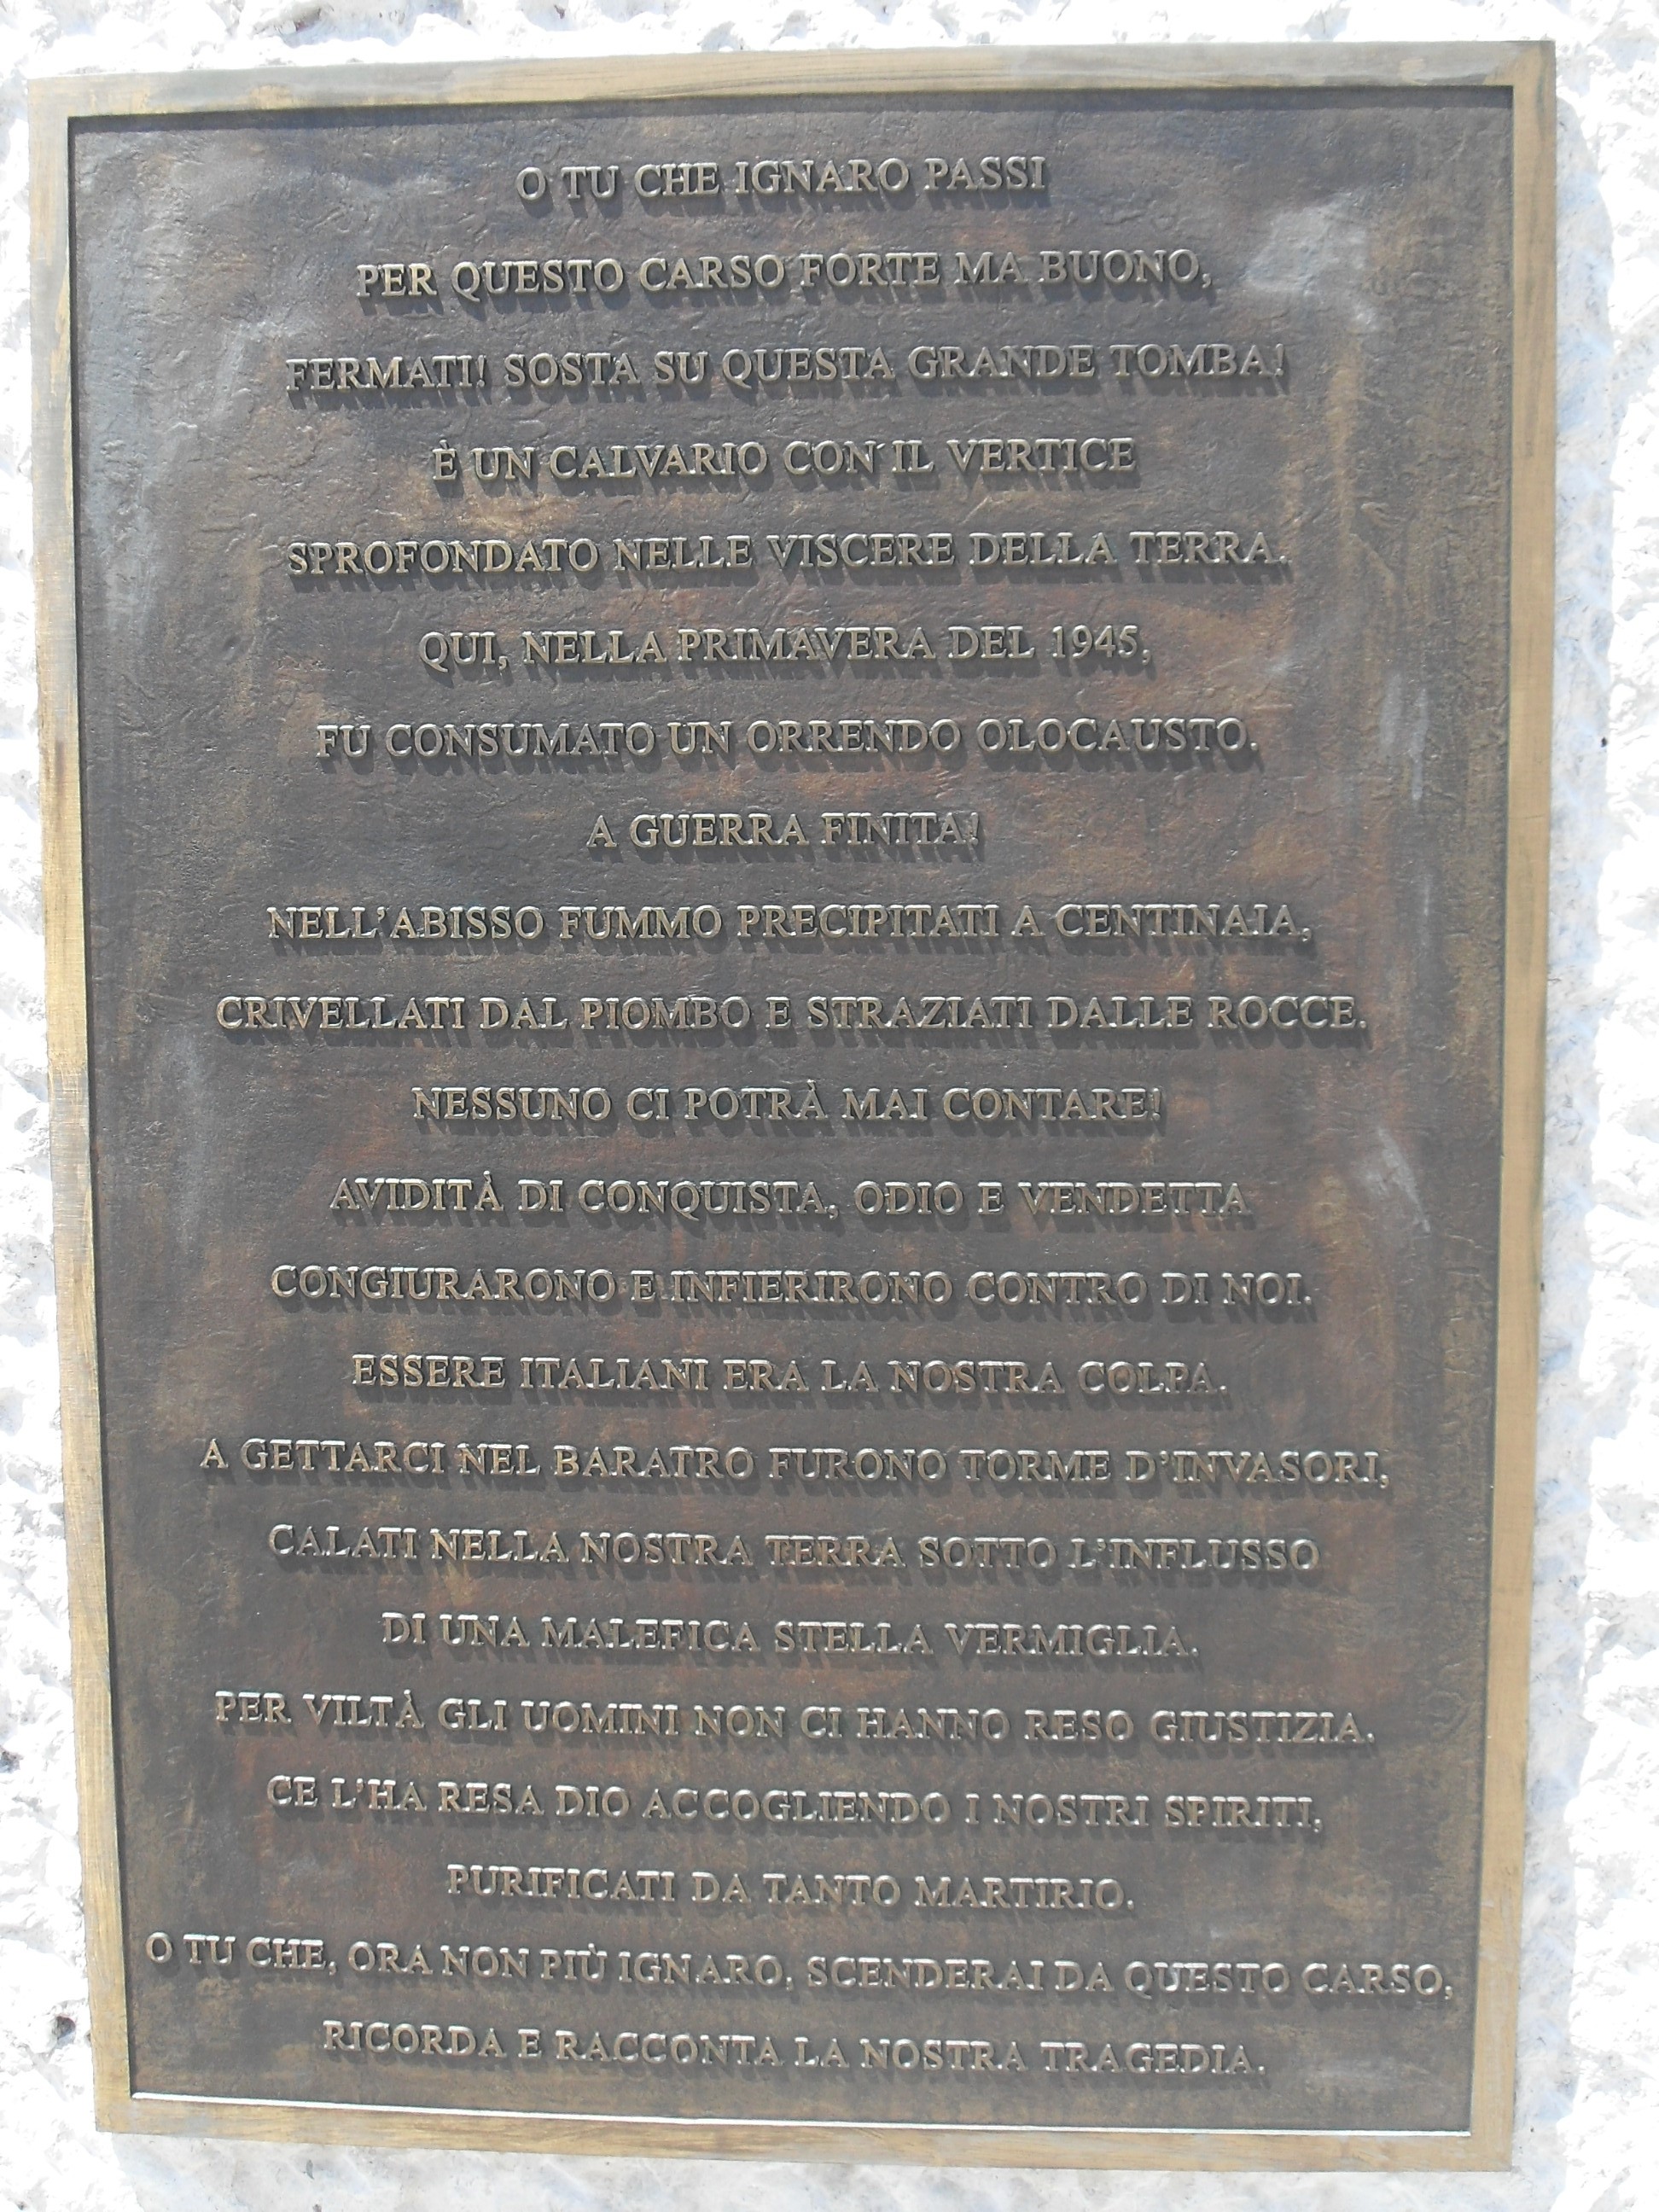 O TU CHE IGNARO PASSI
PER QUESTO CARSO FORTE MA BUONO,
FERMATI! SOSTA SU QUESTA GRANDE TOMBA!
È UN CALVARIO CON IL VERTICE
SPROFONDATO NELLE VISCERE DELLA TERRA.
QUI, NELLA PRIMAVERA DEL 1945,
FU CONSUMATO UN ORRENDO OLOCAUSTO.
A GUERRA FINITA!
NELL'ABISSO FUMMO PRECIPITATI A CENTINAIA,
CRIVELLATI DAL PIOMBO E STRAZIATI DALLE ROCCE.
NESSUNO CI POTRÀ MAI CONTARE!
AVIDITÀ DI CONQUISTA, ODIO E VENDETTA
CONGIURARONO E INFIERIRONO CONTRO DI NOI.
ESSERE ITALIANI ERA LA NOSTRA COLPA.
A GETTARCI NEL BARATRO FURONO TORME D'INVASORI,
CALATI NELLA NOSTRA TERRA SOTTO L'INFLUSSO
DI UNA MALEFICA STELLA VERMIGLIA.
PER VILTÀ GLI UOMINI NON CI HANNO RESO GIUSTIZIA.
CE L'HA RESA DIO ACCOGLIENDO I NOSTRI SPIRITI,
PURIFICATI DA TANTO MARTIRIO.
O TU CHE, ORA NON PIÙ IGNARO, SCENDERAI DA QUESTO CARSO,
RICORDA E RACCONTA LA NOSTRA TRAGEDIA.